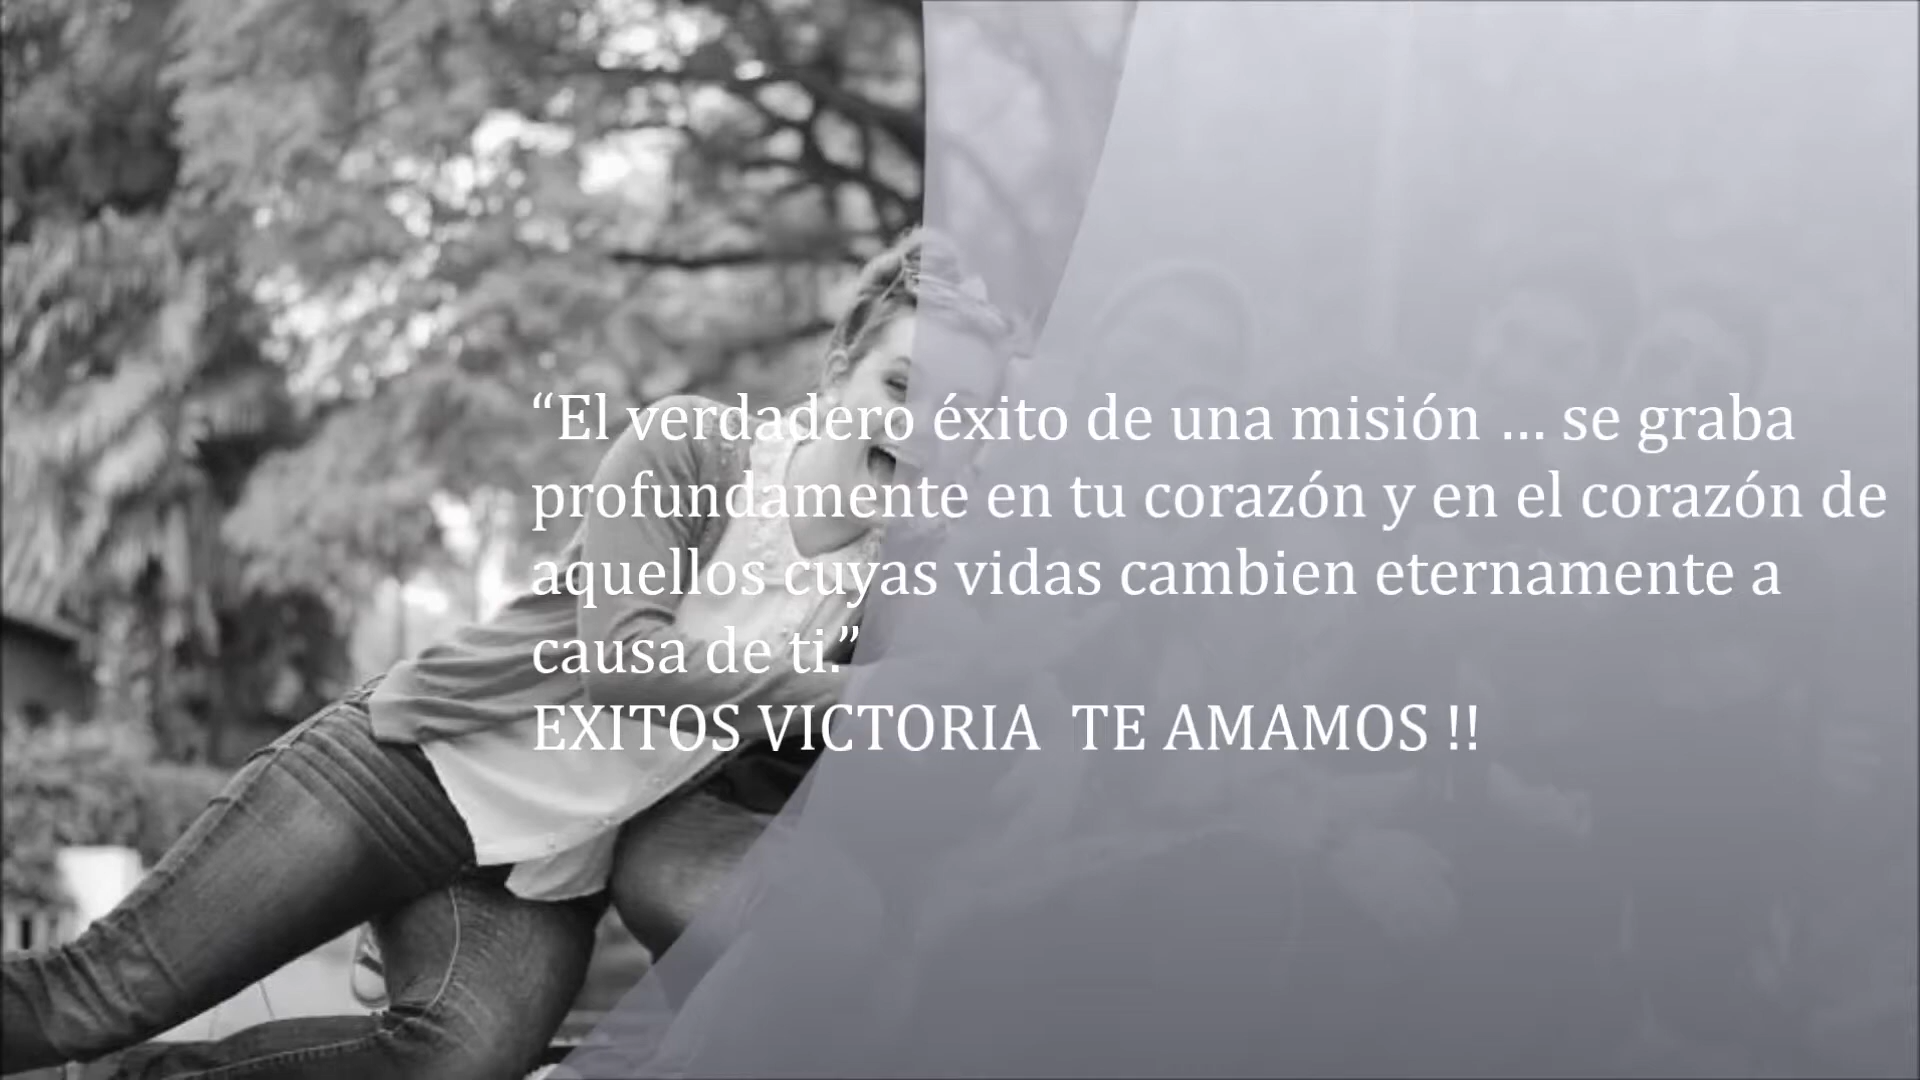 “El verdadero éxito de una misión ... se graba
profundamente en tu corazón y en el corazón de
aquellos cuyas vidas cambien eternamente a
causa de ti.”
EXITOS VICTORIA TE AMAMOS !!